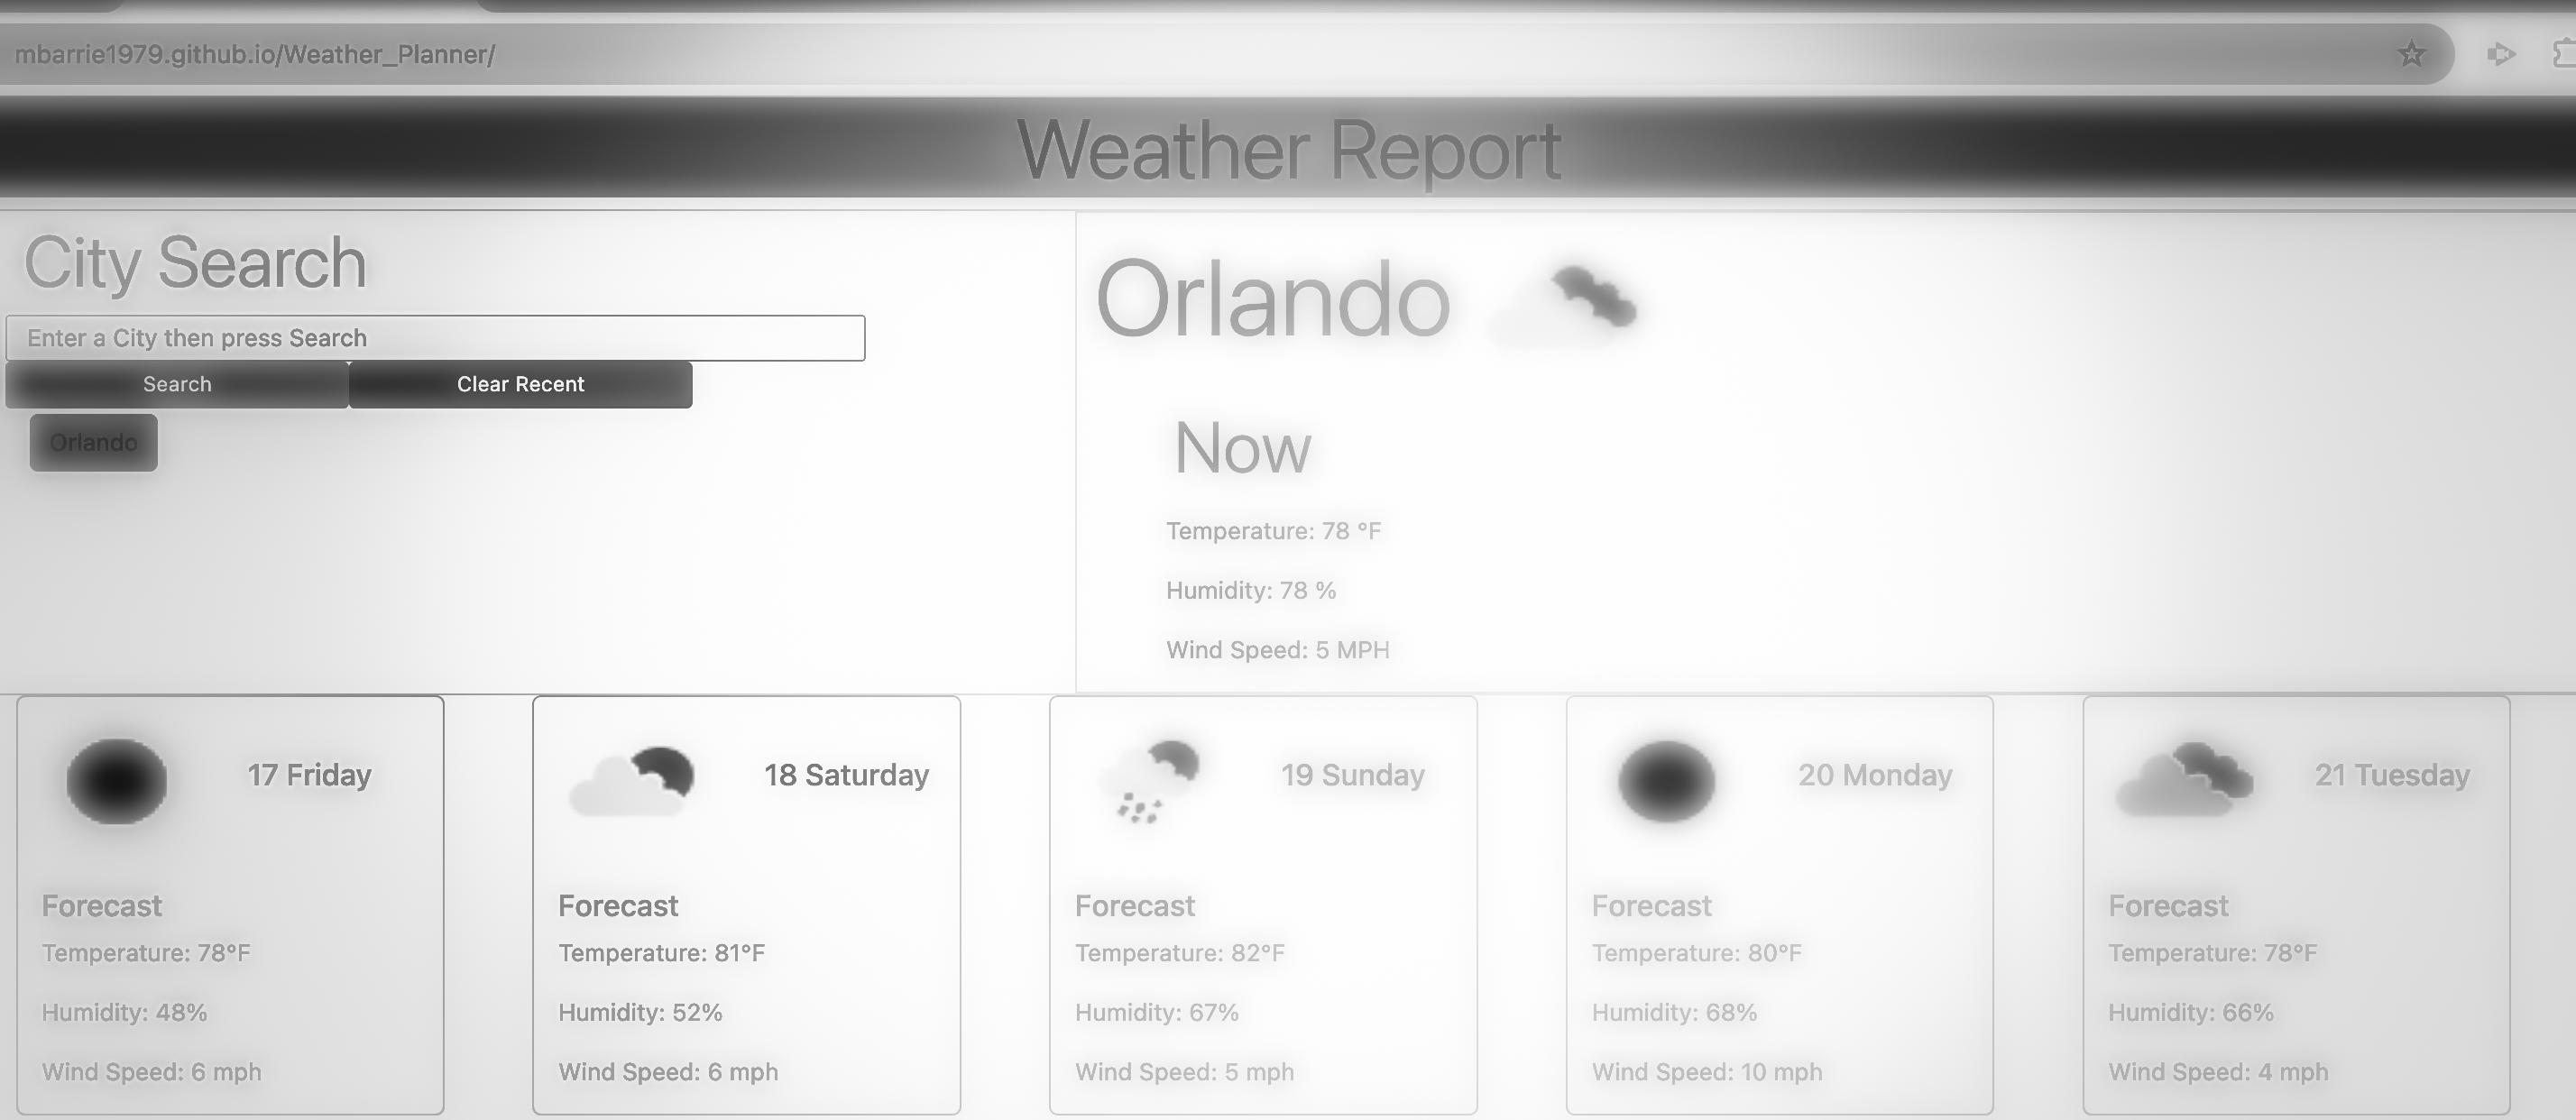 mbarrie1979.github.io/Weather_Planner/
Weather Report
City Search
Enter a City then press Search
Search
Clear Recent
Orlando
Orlando
Now
Temperature: 78 °F
Humidity: 78 %
Wind Speed: 5 MPH
17 Friday
Forecast
Temperature: 78°F
Humidity: 48%
Wind Speed: 6 mph
18 Saturday
Forecast
Temperature: 81°F
Humidity: 52%
Wind Speed: 6 mph
19 Sunday
Forecast
Temperature: 82°F
Humidity: 67%
Wind Speed: 5 mph
20 Monday
Forecast
Temperature: 80°F
Humidity: 68%
Wind Speed: 10 mph
21 Tuesday
Forecast
Temperature: 78°F
Humidity: 66%
Wind Speed: 4 mph